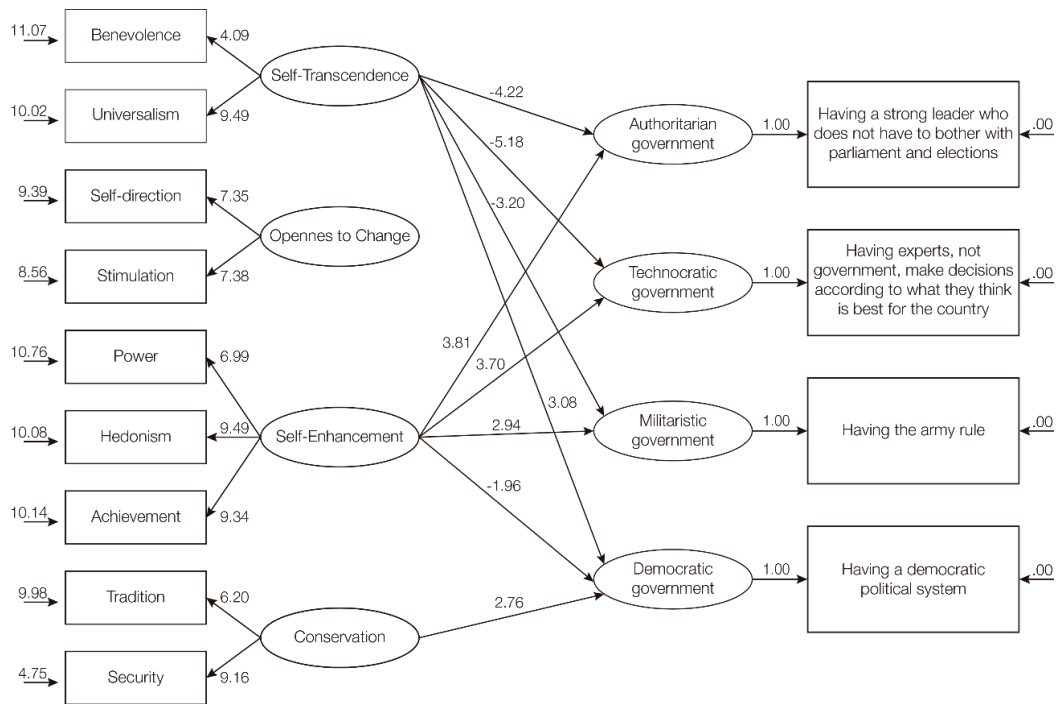 11.07
Benevolence
4.09
Self-Transcendence
10.02
Universalism
9.49
9.39
Self-direction
7.35
Opennes to Change
8.56
Stimulation
7.38
10.76
Power
6.99
10.08
Hedonism
9.49
Self-Enhancement
10.14
Achievement
9.34
9.98
Tradition
6.20
Conservation
4.75
Security
9.16
-4.22
-5.18
-3.20
3.81
3.70
3.08
2.94
-1.96
2.76
Authoritarian
government
1.00
Having a strong leader who
does not have to bother with
parliament and elections
.00
Technocratic
government
1.00
Having experts, not
government, make decisions
according to what they think
is best for the country
.00
Militaristic
government
1.00
Having the army rule
.00
Democratic
government
1.00
Having a democratic
political system
.00